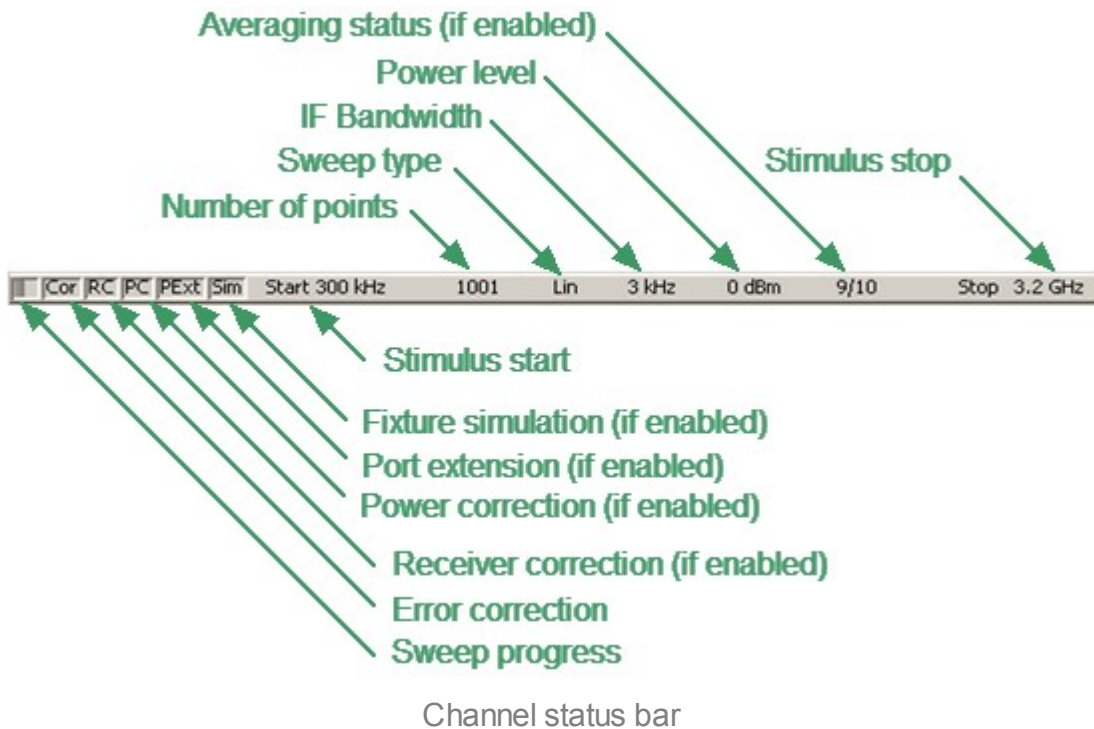 Averaging status (if enabled)
Power level
IF Bandwidth
Sweep type
Stimulus stop
Number of points
Cor RC PC PExt Sim Start 300 kHz 1001 Lin 3 kHz 0 dBm 9/10 Stop 3.2 GHz
Stimulus start
Fixture simulation (if enabled)
Port extension (if enabled)
Power correction (if enabled)
Receiver correction (if enabled)
Error correction
Sweep progress
Channel status bar